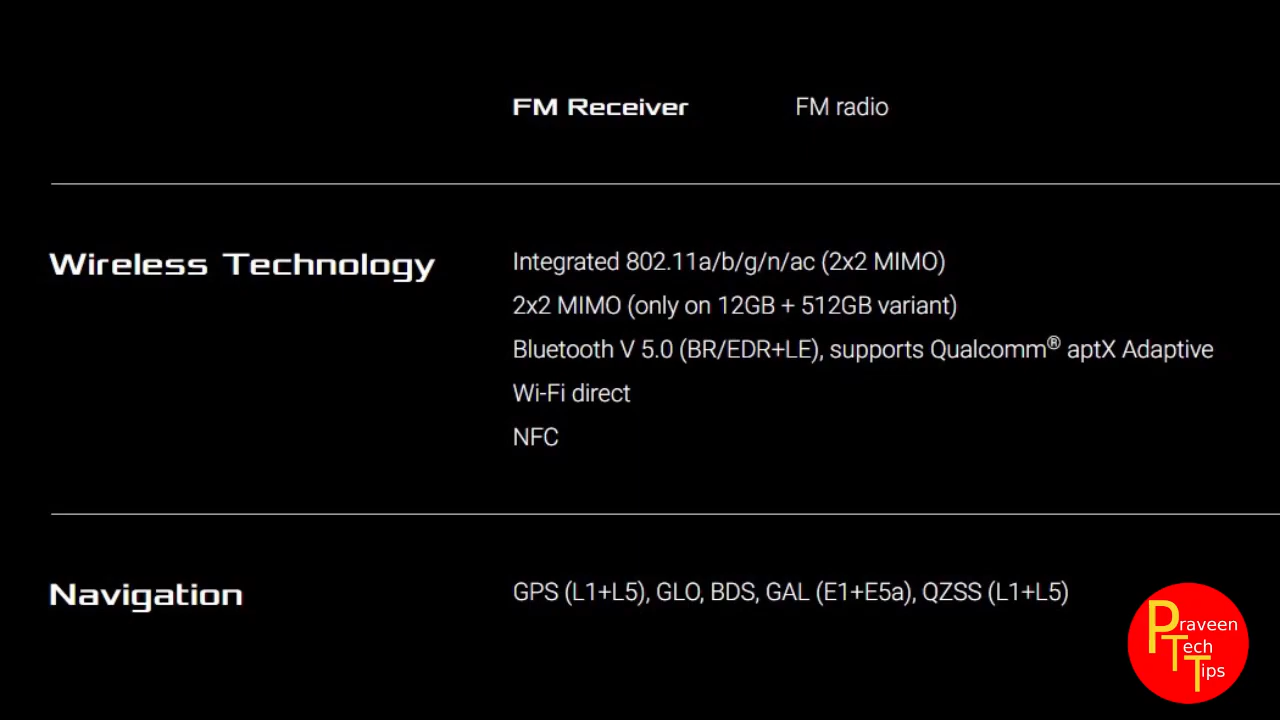 FM Receiver FM radio
Wireless Technology Integrated 802.11a/b/g/n/ac (2x2 MIMO)
2x2 MIMO (only on 12GB + 512GB variant)
Bluetooth V 5.0 (BR/EDR+LE), supports Qualcomm® aptX Adaptive
Wi-Fi direct
NFC
Navigation GPS (L1+L5), GLO, BDS, GAL (E1+E5a), QZSS (L1+L5)
Praveen
Tech
Tips